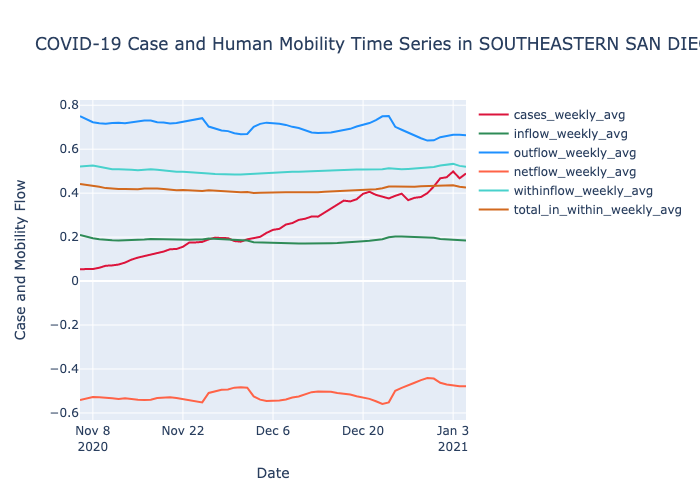 COVID-19 Case and Human Mobility Time Series in SOUTHEASTERN SAN
cases_weekly_avg
inflow_weekly_avg
outflow_weekly_avg
netflow_weekly_avg
withinflow_weekly_avg
total_in_within_weekly_avg
Case and Mobility Flow
0.8
0.6
0.4
0.2
0
−0.2
−0.4
−0.6
Nov 8 Nov 22 Dec 6 Dec 20 Jan 3
2020 2021
Date